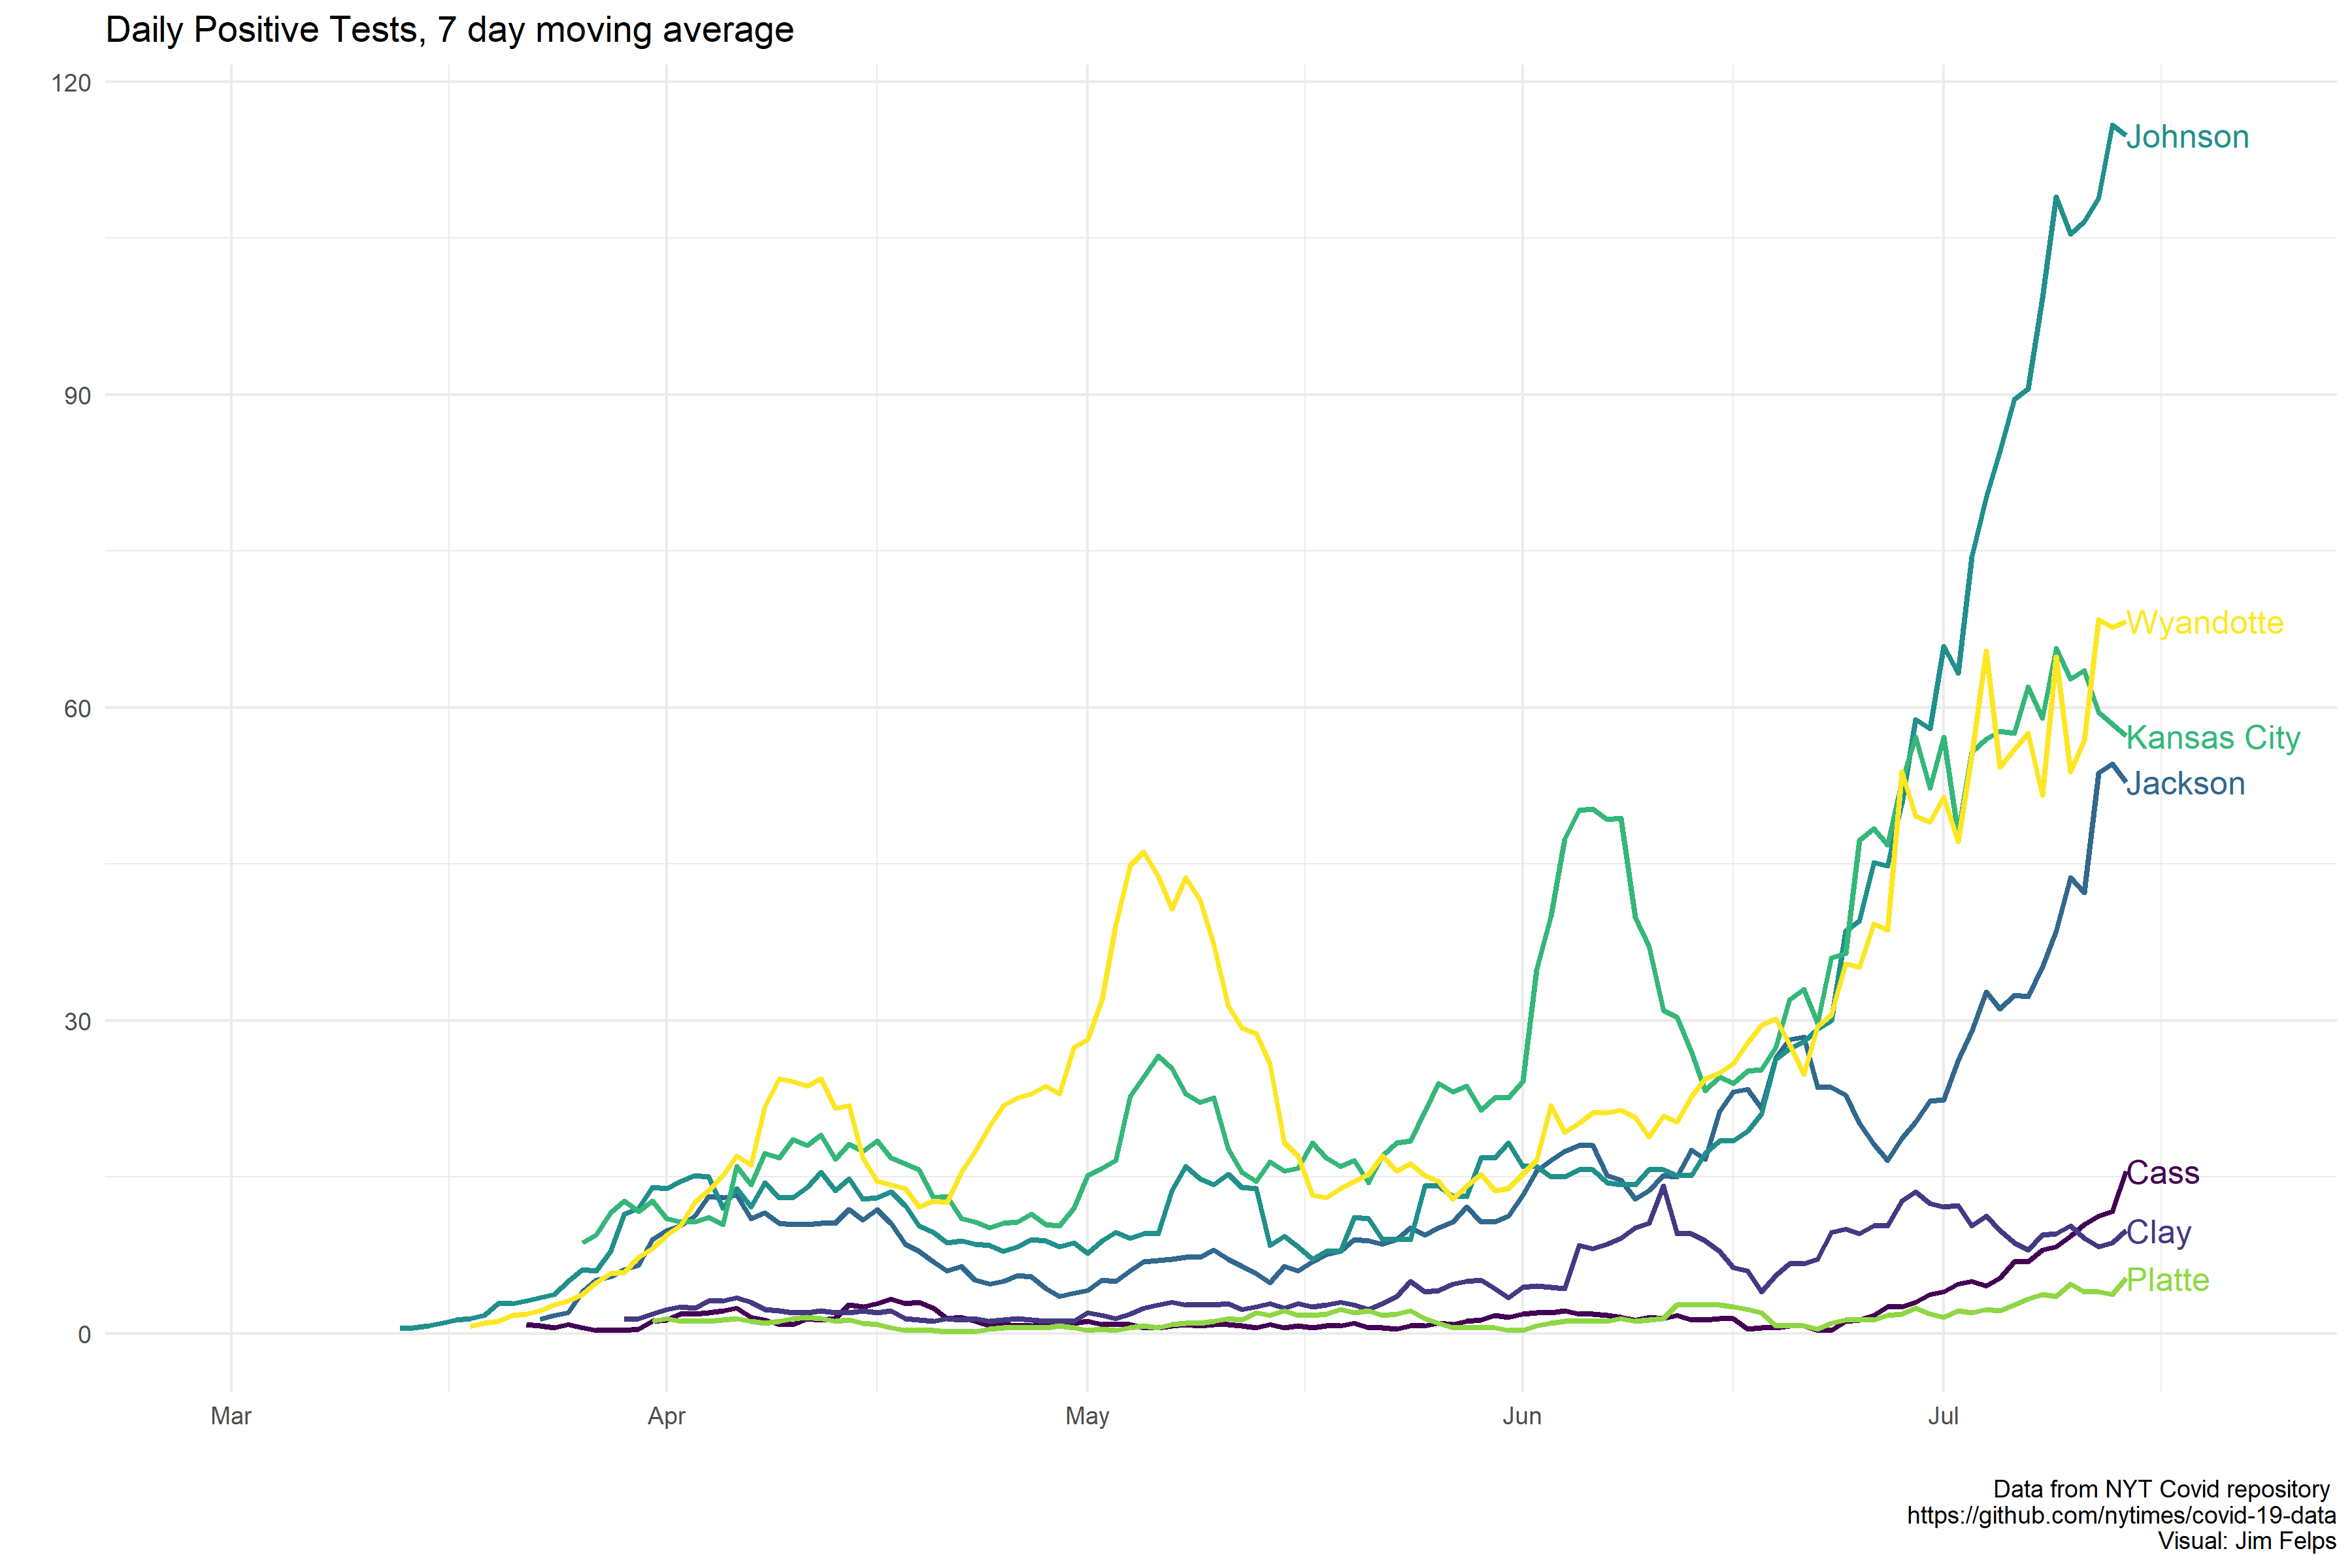 Daily Positive Tests, 7 day moving average
120
90
60
30
0
Johnson
Wyandotte
Kansas City
Jackson
Cass
Clay
Platte
Mar
Apr
May
Jun
Jul
Data from NYT Covid repository
https://github.com/nytimes/covid-19-data
Visual: Jim Felps